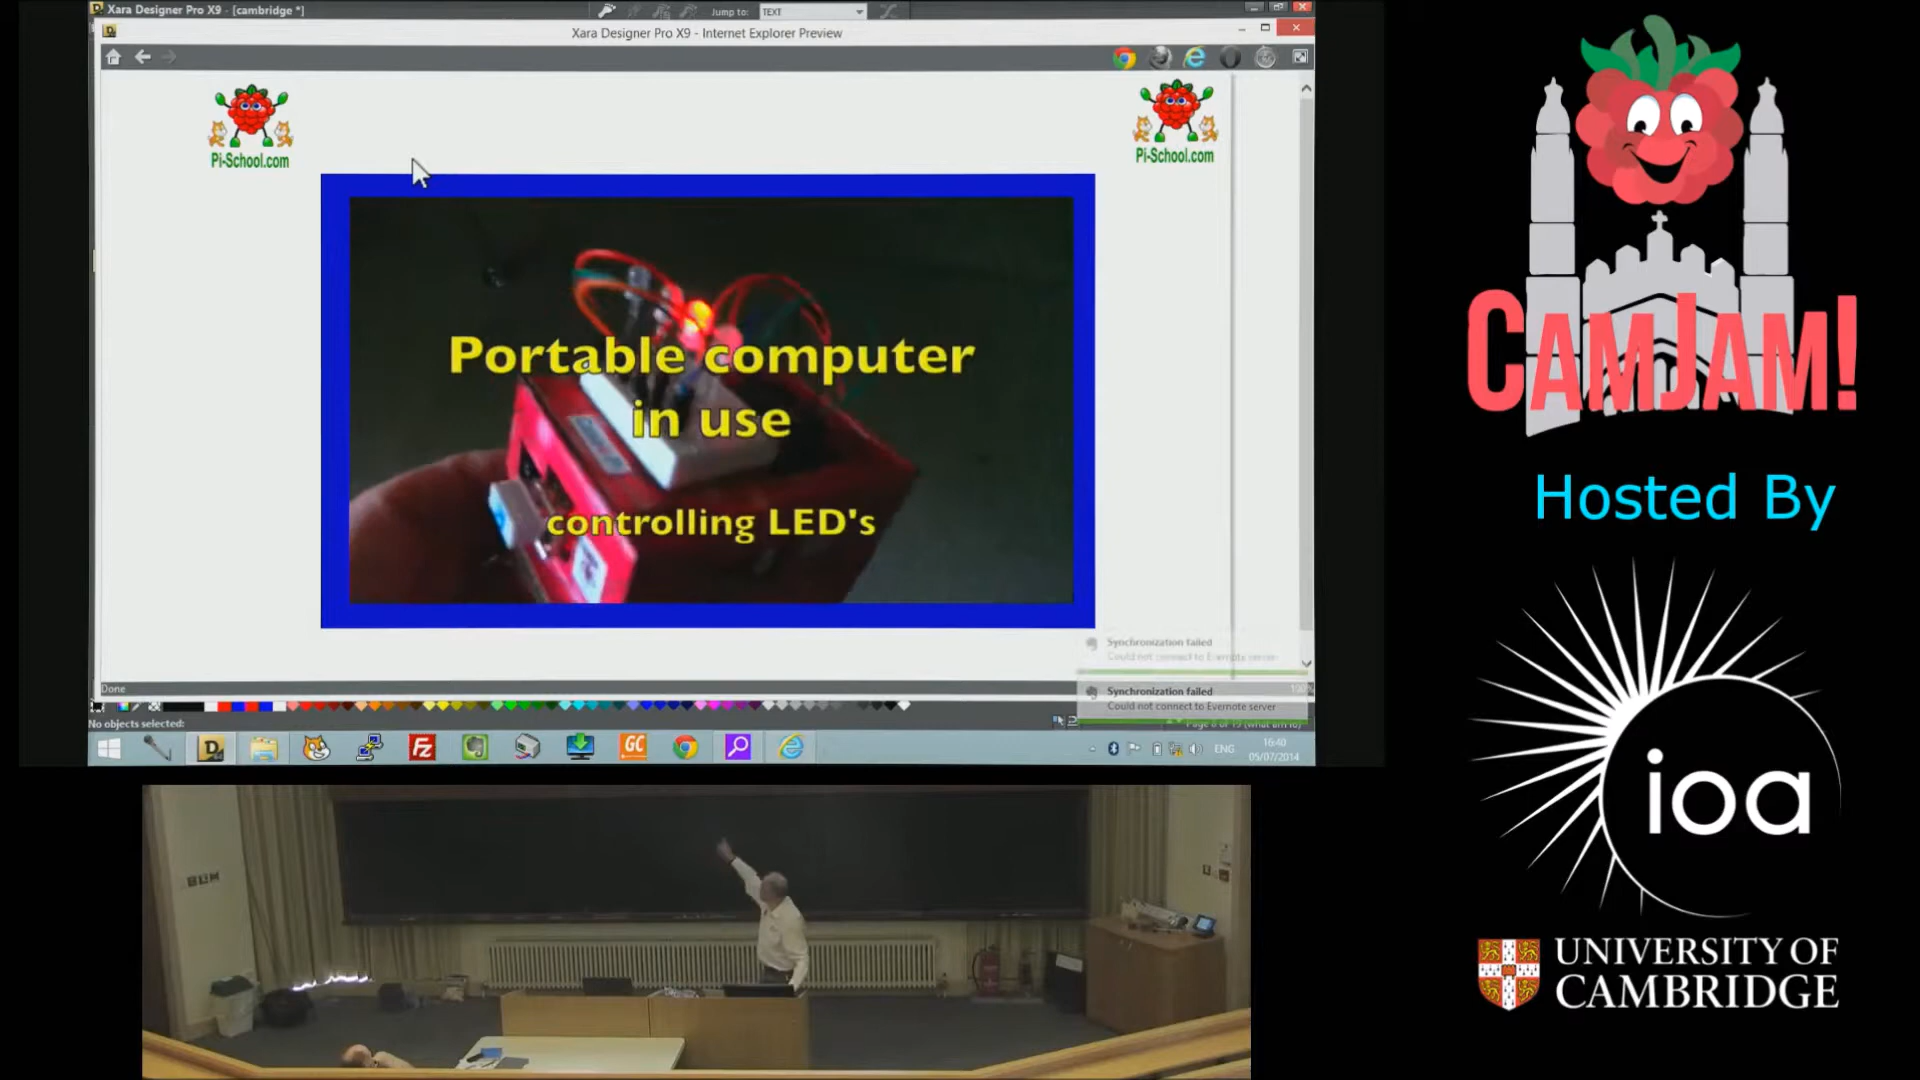 Xara Designer Pro X9 - [cambridge *]
Jump to: TEXT
Xara Designer Pro X9 - Internet Explorer Preview
Pi-School.com
Pi-School.com
Portable computer
in use
controlling LED's
Synchronization failed
Could not connect to Evernote server
Done
Synchronization failed
Could not connect to Evernote server
No objects selected:
FZ
GC
ENG
16:40
05/07/2014
CAMJAM!
Hosted By
ioa
UNIVERSITY OF
CAMBRIDGE